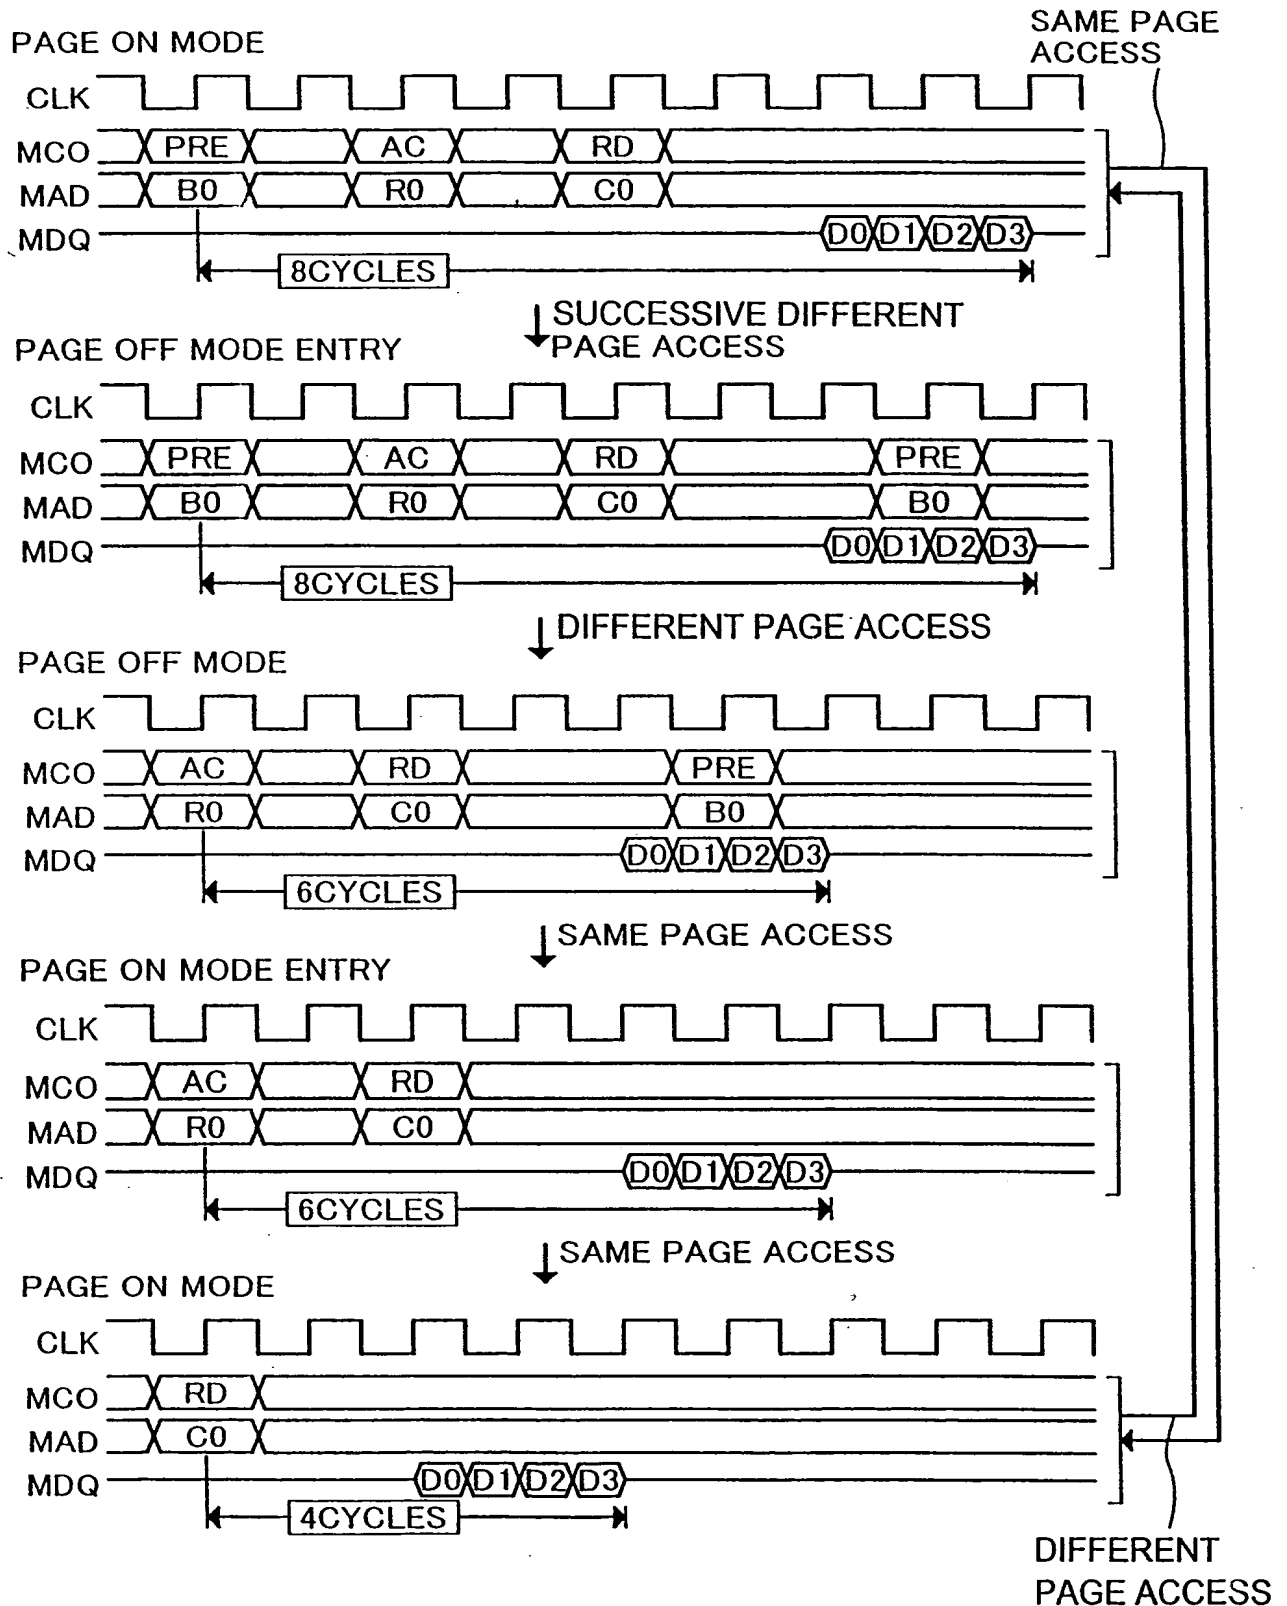 SAME PAGE
ACCESS
PAGE ON MODE
CLK
MCO PRE AC RD
MAD B0 R0 C0
MDQ D0 D1 D2 D3
8CYCLES
SUCCESSIVE DIFFERENT
PAGE ACCESS
PAGE OFF MODE ENTRY
CLK
MCO PRE AC RD PRE
MAD B0 R0 C0 B0
MDQ D0 D1 D2 D3
8CYCLES
DIFFERENT PAGE ACCESS
PAGE OFF MODE
CLK
MCO AC RD PRE
MAD R0 C0 B0
MDQ D0 D1 D2 D3
6CYCLES
SAME PAGE ACCESS
PAGE ON MODE ENTRY
CLK
MCO AC RD
MAD R0 C0
MDQ D0 D1 D2 D3
6CYCLES
SAME PAGE ACCESS
PAGE ON MODE
CLK
MCO RD
MAD C0
MDQ D0 D1 D2 D3
4CYCLES
DIFFERENT
PAGE ACCESS